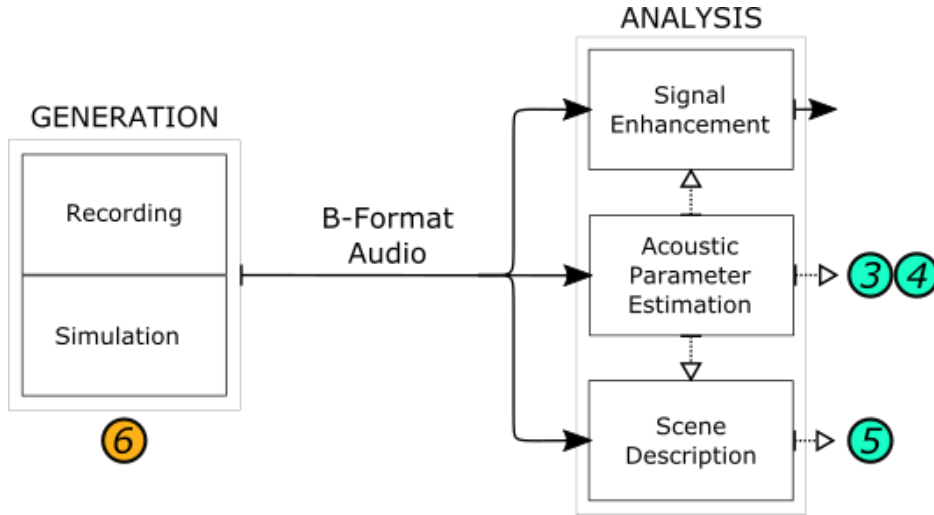 GENERATION
Recording
Simulation
6
B-Format
Audio
ANALYSIS
Signal
Enhancement
Acoustic
Parameter
Estimation
3 4
Scene
Description
5